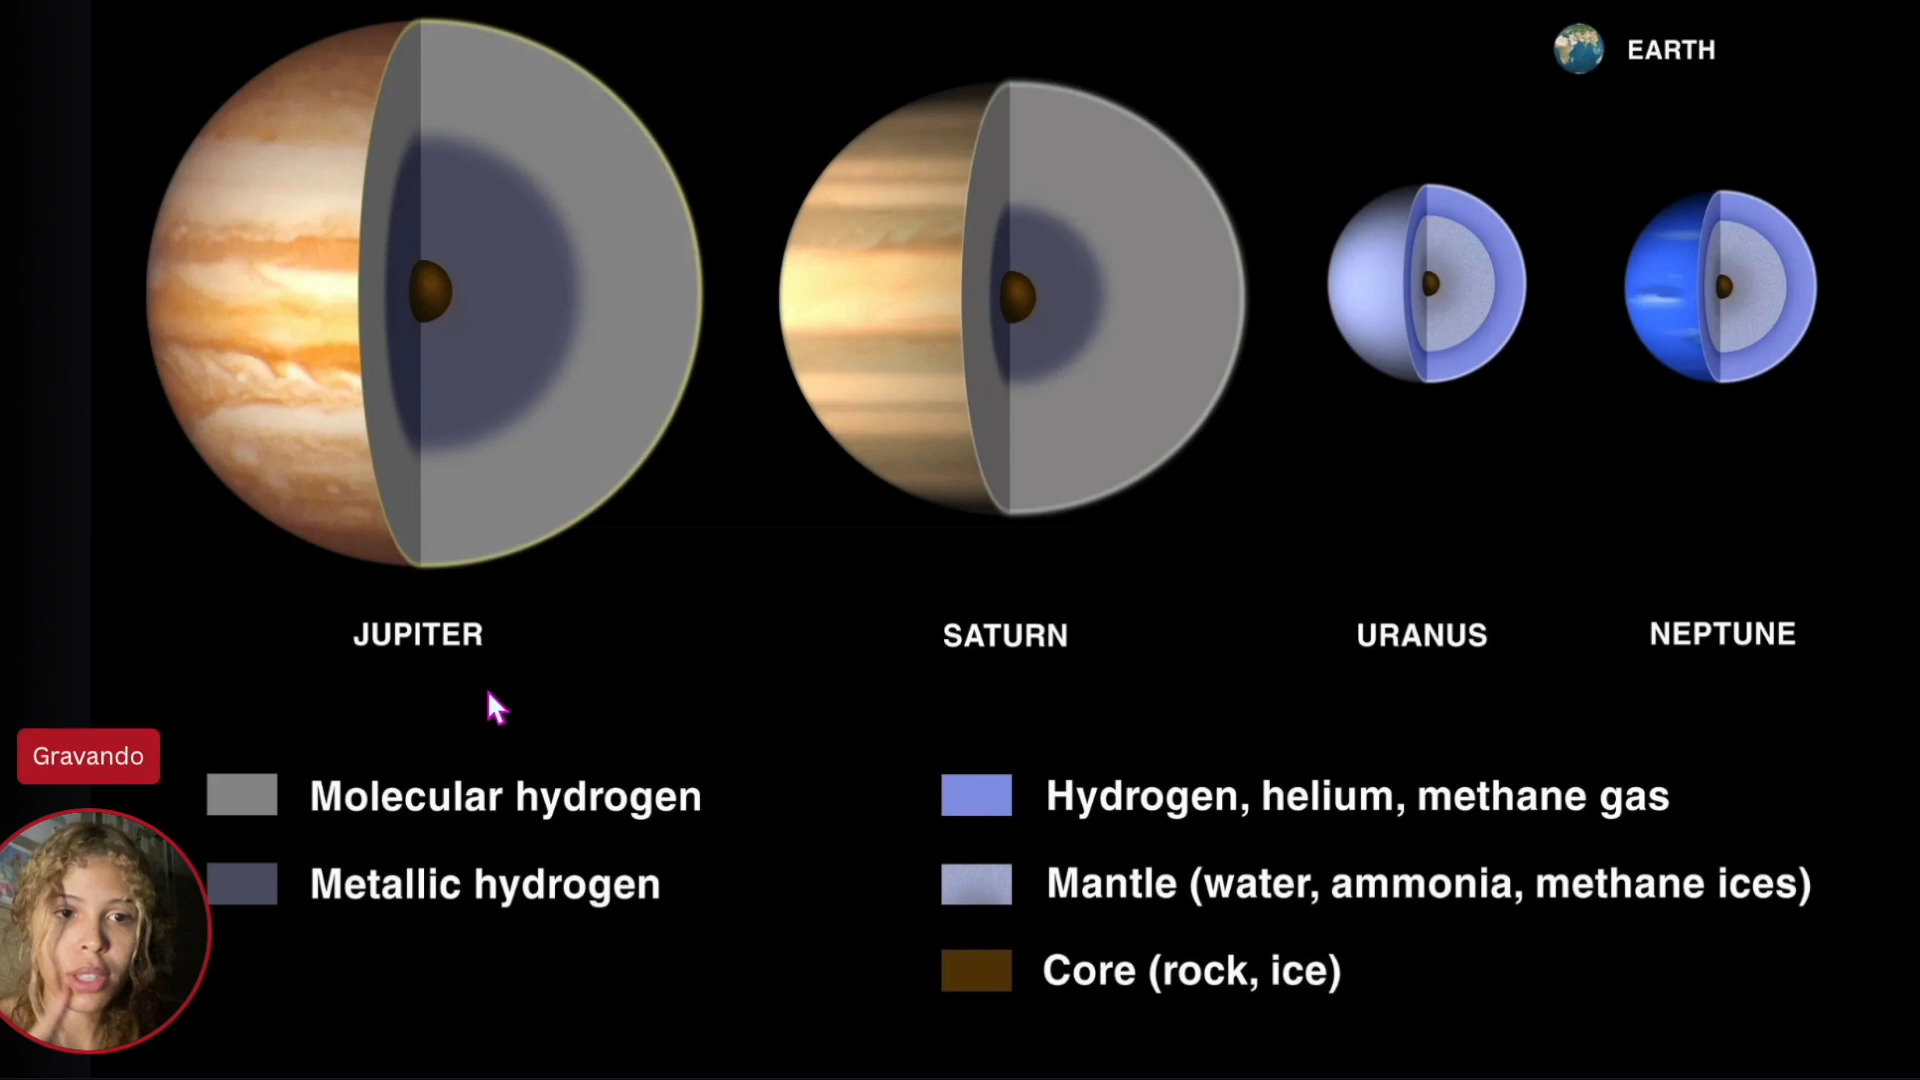 EARTH
JUPITER
SATURN
URANUS
NEPTUNE
Gravando
Molecular hydrogen
Metallic hydrogen
Hydrogen, helium, methane gas
Mantle (water, ammonia, methane ices)
Core (rock, ice)